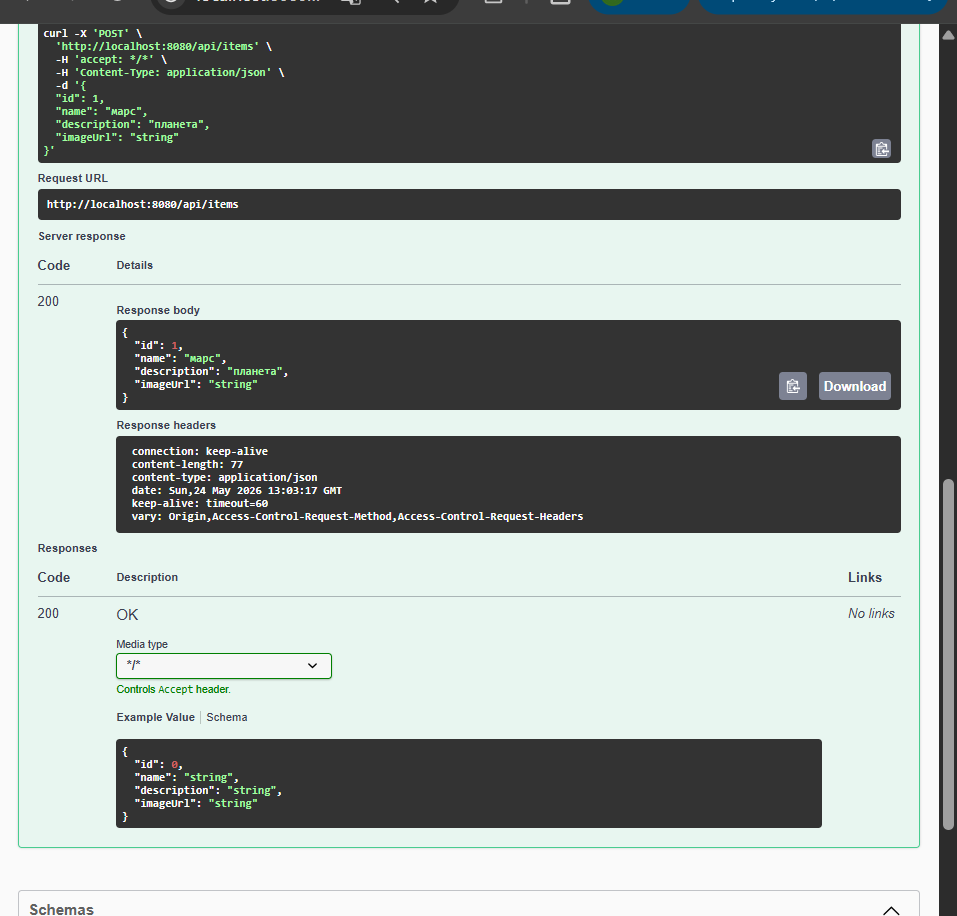 curl -X 'POST' \
'http://localhost:8080/api/items' \
-H 'accept: */*' \
-H 'Content-Type: application/json' \
-d '{
"id": 1,
"name": "марс",
"description": "планета",
"imageUrl": "string"
}'
Request URL
http://localhost:8080/api/items
Server response
Code Details
200
Response body
{
"id": 1,
"name": "марс",
"description": "планета",
"imageUrl": "string"
}
Download
Response headers
connection: keep-alive
content-length: 77
content-type: application/json
date: Sun,24 May 2026 13:03:17 GMT
keep-alive: timeout=60
vary: Origin,Access-Control-Request-Method,Access-Control-Request-Headers
Responses
Code Description Links
200 OK No links
Media type
*/*
Controls Accept header.
Example Value Schema
{
"id": 0,
"name": "string",
"description": "string",
"imageUrl": "string"
}
Schemas